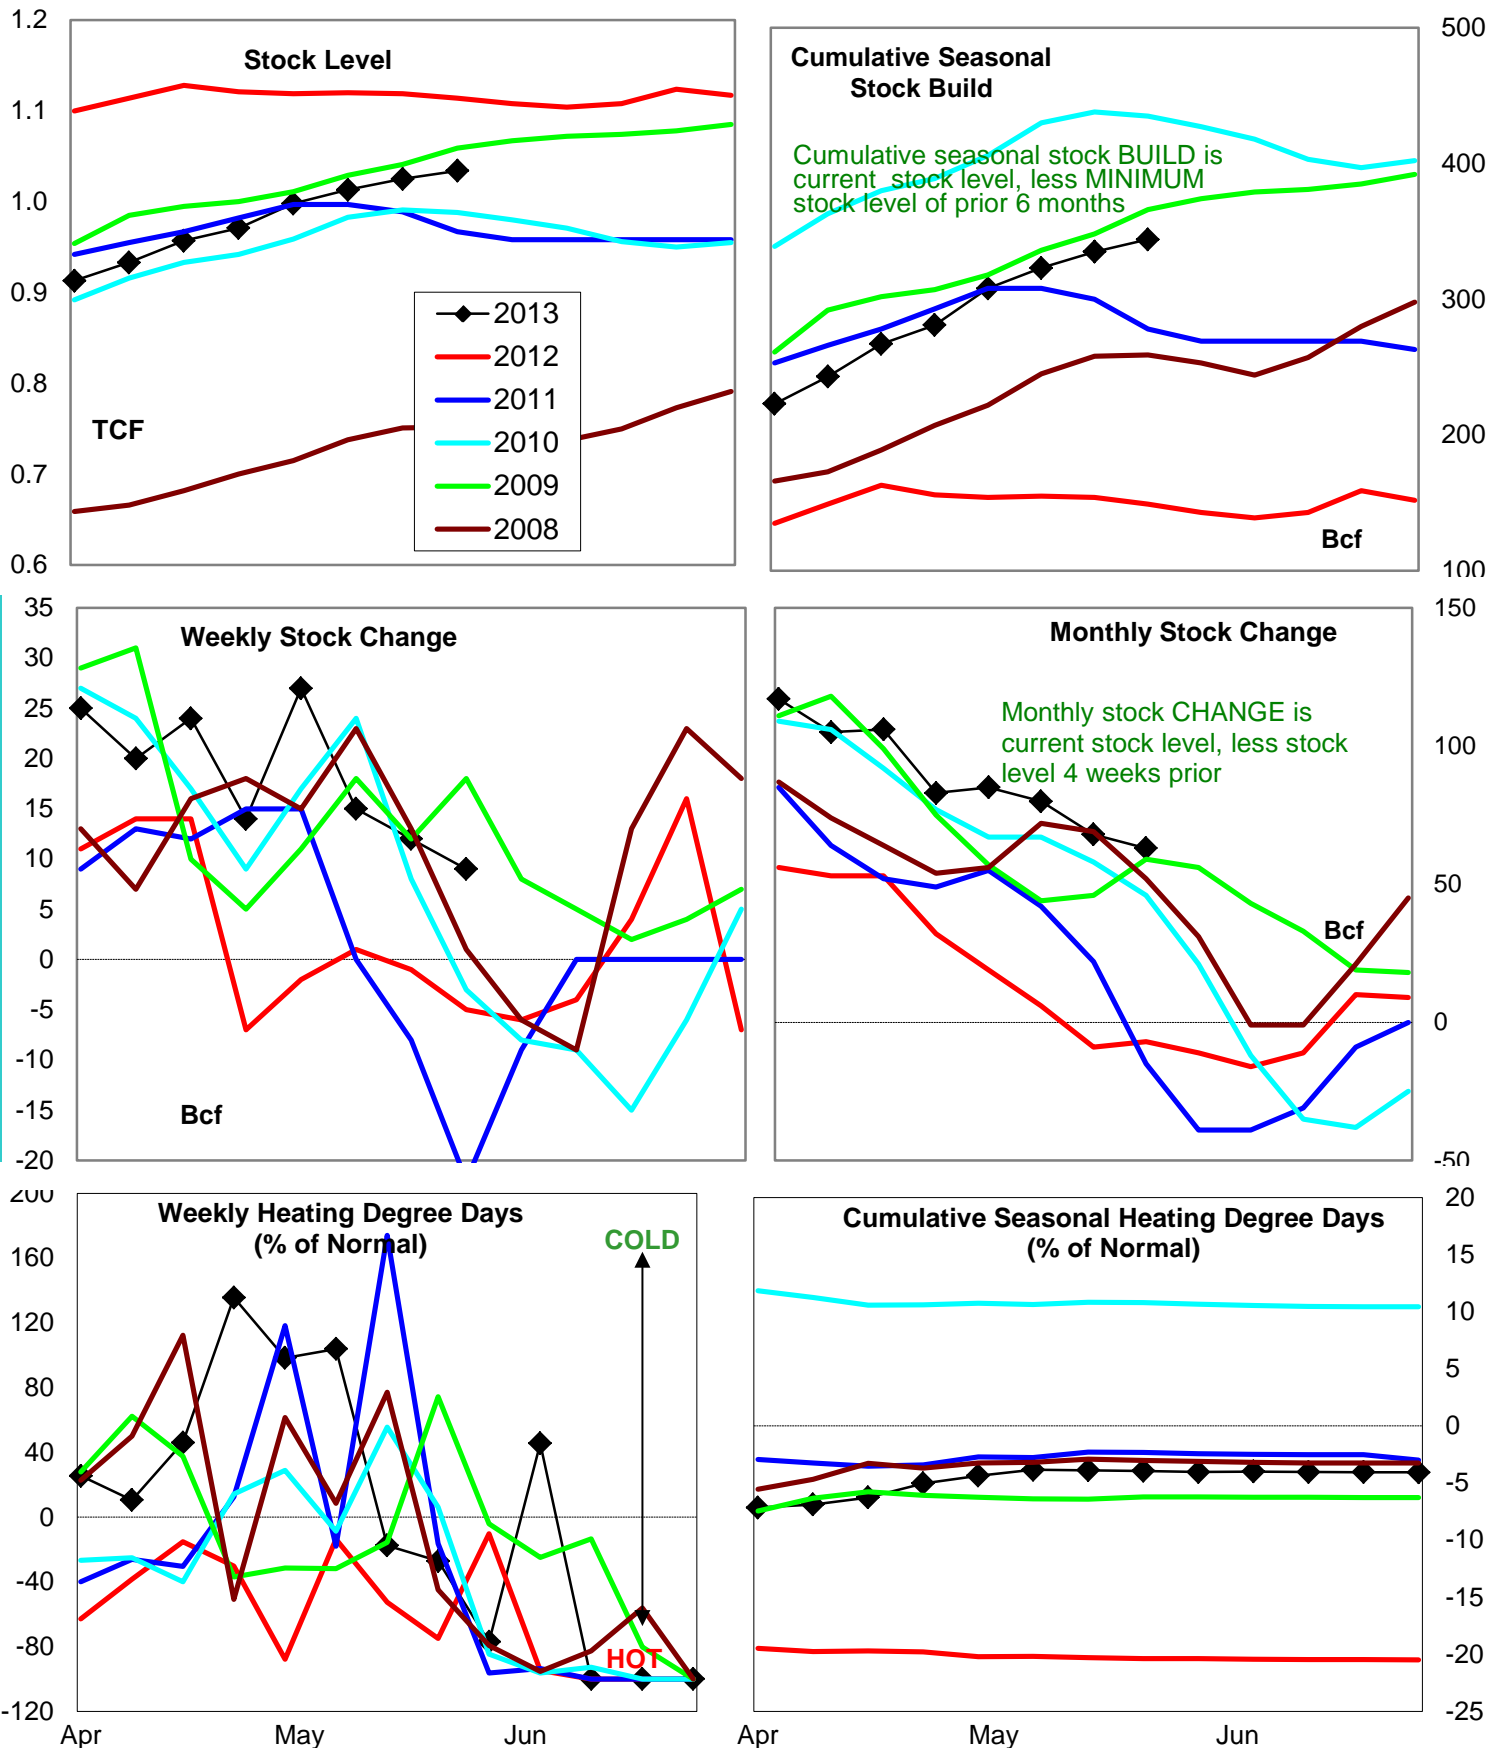 1.2
1.1
1.0
0.9
0.8
0.7
0.6
Stock Level
TCF
2013
2012
2011
2010
2009
2008
500
400
300
200
100
Cumulative Seasonal
Stock Build
Cumulative seasonal stock BUILD is
current stock level, less MINIMUM
stock level of prior 6 months
Bcf
35
30
25
20
15
10
5
0
-5
-10
-15
-20
Weekly Stock Change
Bcf
150
100
50
0
-50
Monthly Stock Change
Monthly stock CHANGE is
current stock level, less stock
level 4 weeks prior
Bcf
200
160
120
80
40
0
-40
-80
-120
Weekly Heating Degree Days
(% of Normal)
COLD
HOT
Apr May Jun
20
15
10
5
0
-5
-10
-15
-20
-25
Cumulative Seasonal Heating Degree Days
(% of Normal)
Apr May Jun